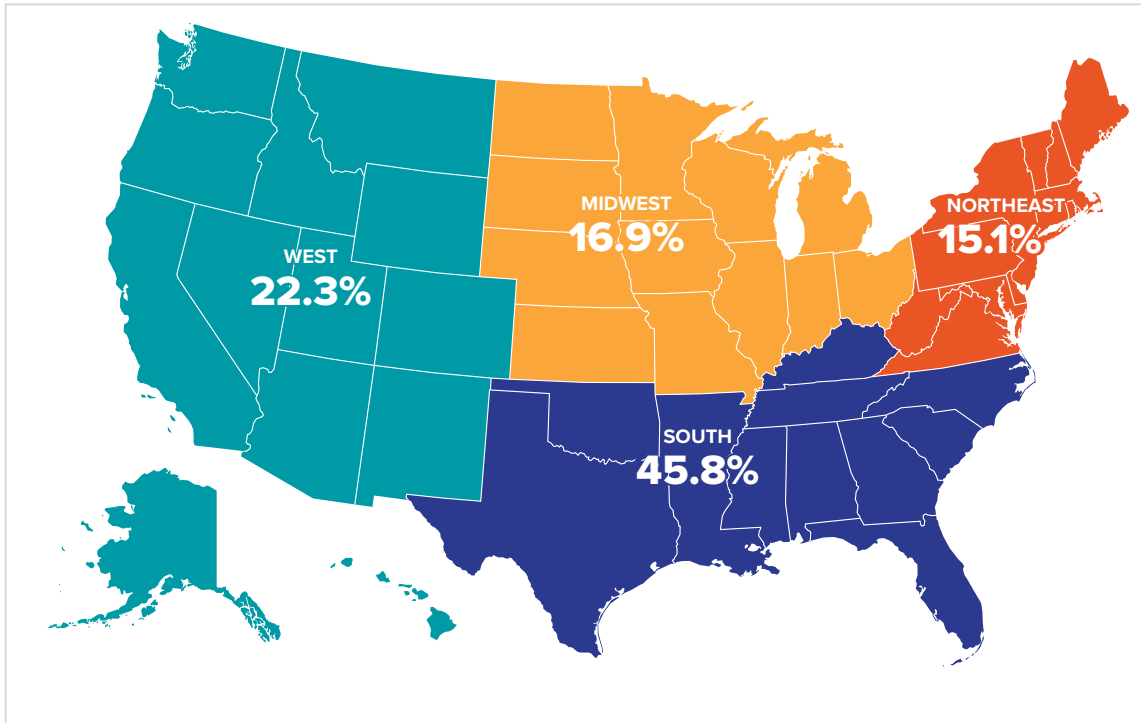 MIDWEST
16.9%
NORTHEAST
15.1%
WEST
22.3%
SOUTH
45.8%